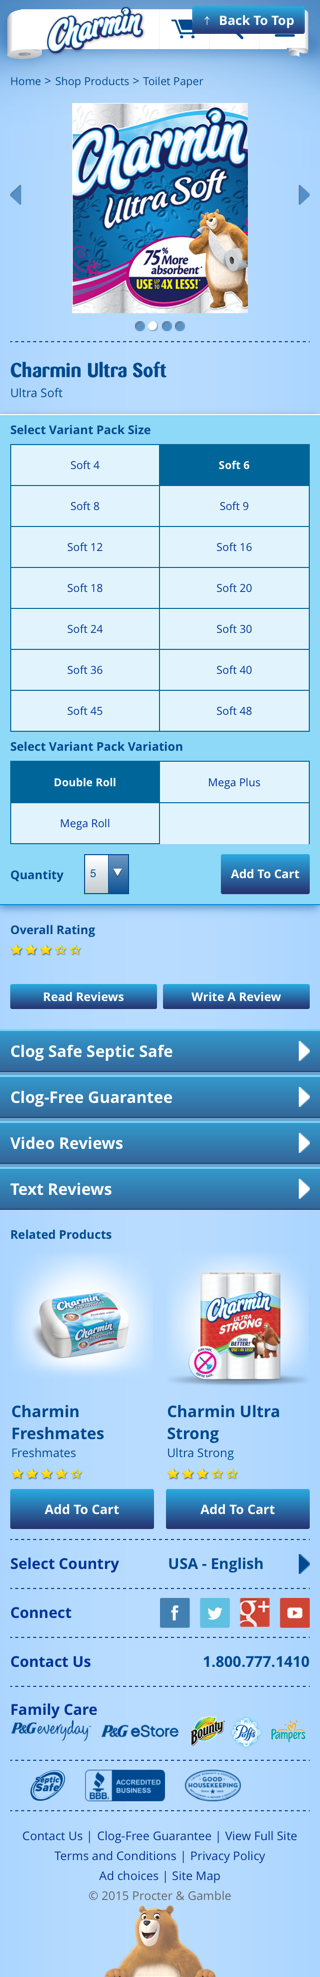 Charmin
↑ Back To Top
Home > Shop Products > Toilet Paper
Charmin
Ultra Soft
75% More
absorbent*
USE UP TO 4X LESS!*
Charmin Ultra Soft
Ultra Soft
Select Variant Pack Size
Soft 4
Soft 6
Soft 8
Soft 9
Soft 12
Soft 16
Soft 18
Soft 20
Soft 24
Soft 30
Soft 36
Soft 40
Soft 45
Soft 48
Select Variant Pack Variation
Double Roll
Mega Plus
Mega Roll
Quantity
5
Add To Cart
Overall Rating
Read Reviews
Write A Review
Clog Safe Septic Safe
Clog-Free Guarantee
Video Reviews
Text Reviews
Related Products
Charmin
Charmin
Charmin
ULTRA
STRONG
Charmin
Freshmates
Freshmates
Charmin Ultra
Strong
Ultra Strong
Add To Cart
Add To Cart
Select Country
USA - English
Connect
f
g+
Contact Us
1.800.777.1410
Family Care
P&G everyday
P&G eStore
Bounty
Puffs
Pampers
Septic
Safe
BBB.
ACCREDITED
BUSINESS
GOOD
HOUSEKEEPING
Contact Us | Clog-Free Guarantee | View Full Site
Terms and Conditions | Privacy Policy
Ad choices | Site Map
© 2015 Procter & Gamble